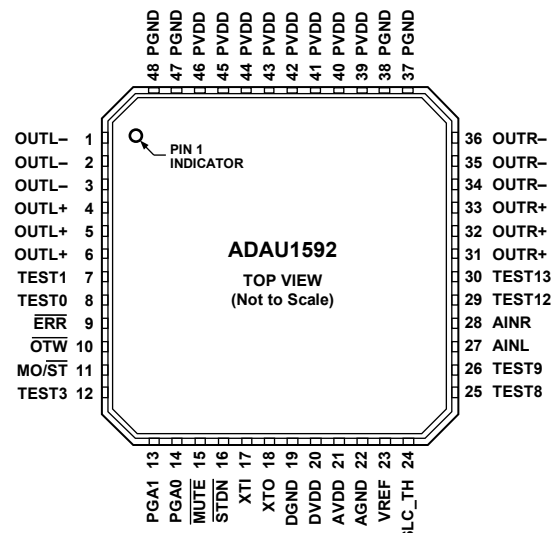 48 PGND
47 PGND
46 PVDD
45 PVDD
44 PVDD
43 PVDD
42 PVDD
41 PVDD
40 PVDD
39 PVDD
38 PGND
37 PGND
OUTL– 1
OUTL– 2
OUTL– 3
OUTL+ 4
OUTL+ 5
OUTL+ 6
TEST1 7
TEST0 8
E̅R̅R̅ 9
O̅T̅W̅ 10
MO/S̅T̅ 11
TEST3 12
PIN 1
INDICATOR
ADAU1592
TOP VIEW
(Not to Scale)
36 OUTR–
35 OUTR–
34 OUTR–
33 OUTR+
32 OUTR+
31 OUTR+
30 TEST13
29 TEST12
28 AINR
27 AINL
26 TEST9
25 TEST8
PGA1 13
PGA0 14
M̅U̅T̅E̅ 15
S̅T̅D̅N̅ 16
XTI 17
XTO 18
DGND 19
DVDD 20
AVDD 21
AGND 22
VREF 23
SLC_TH 24